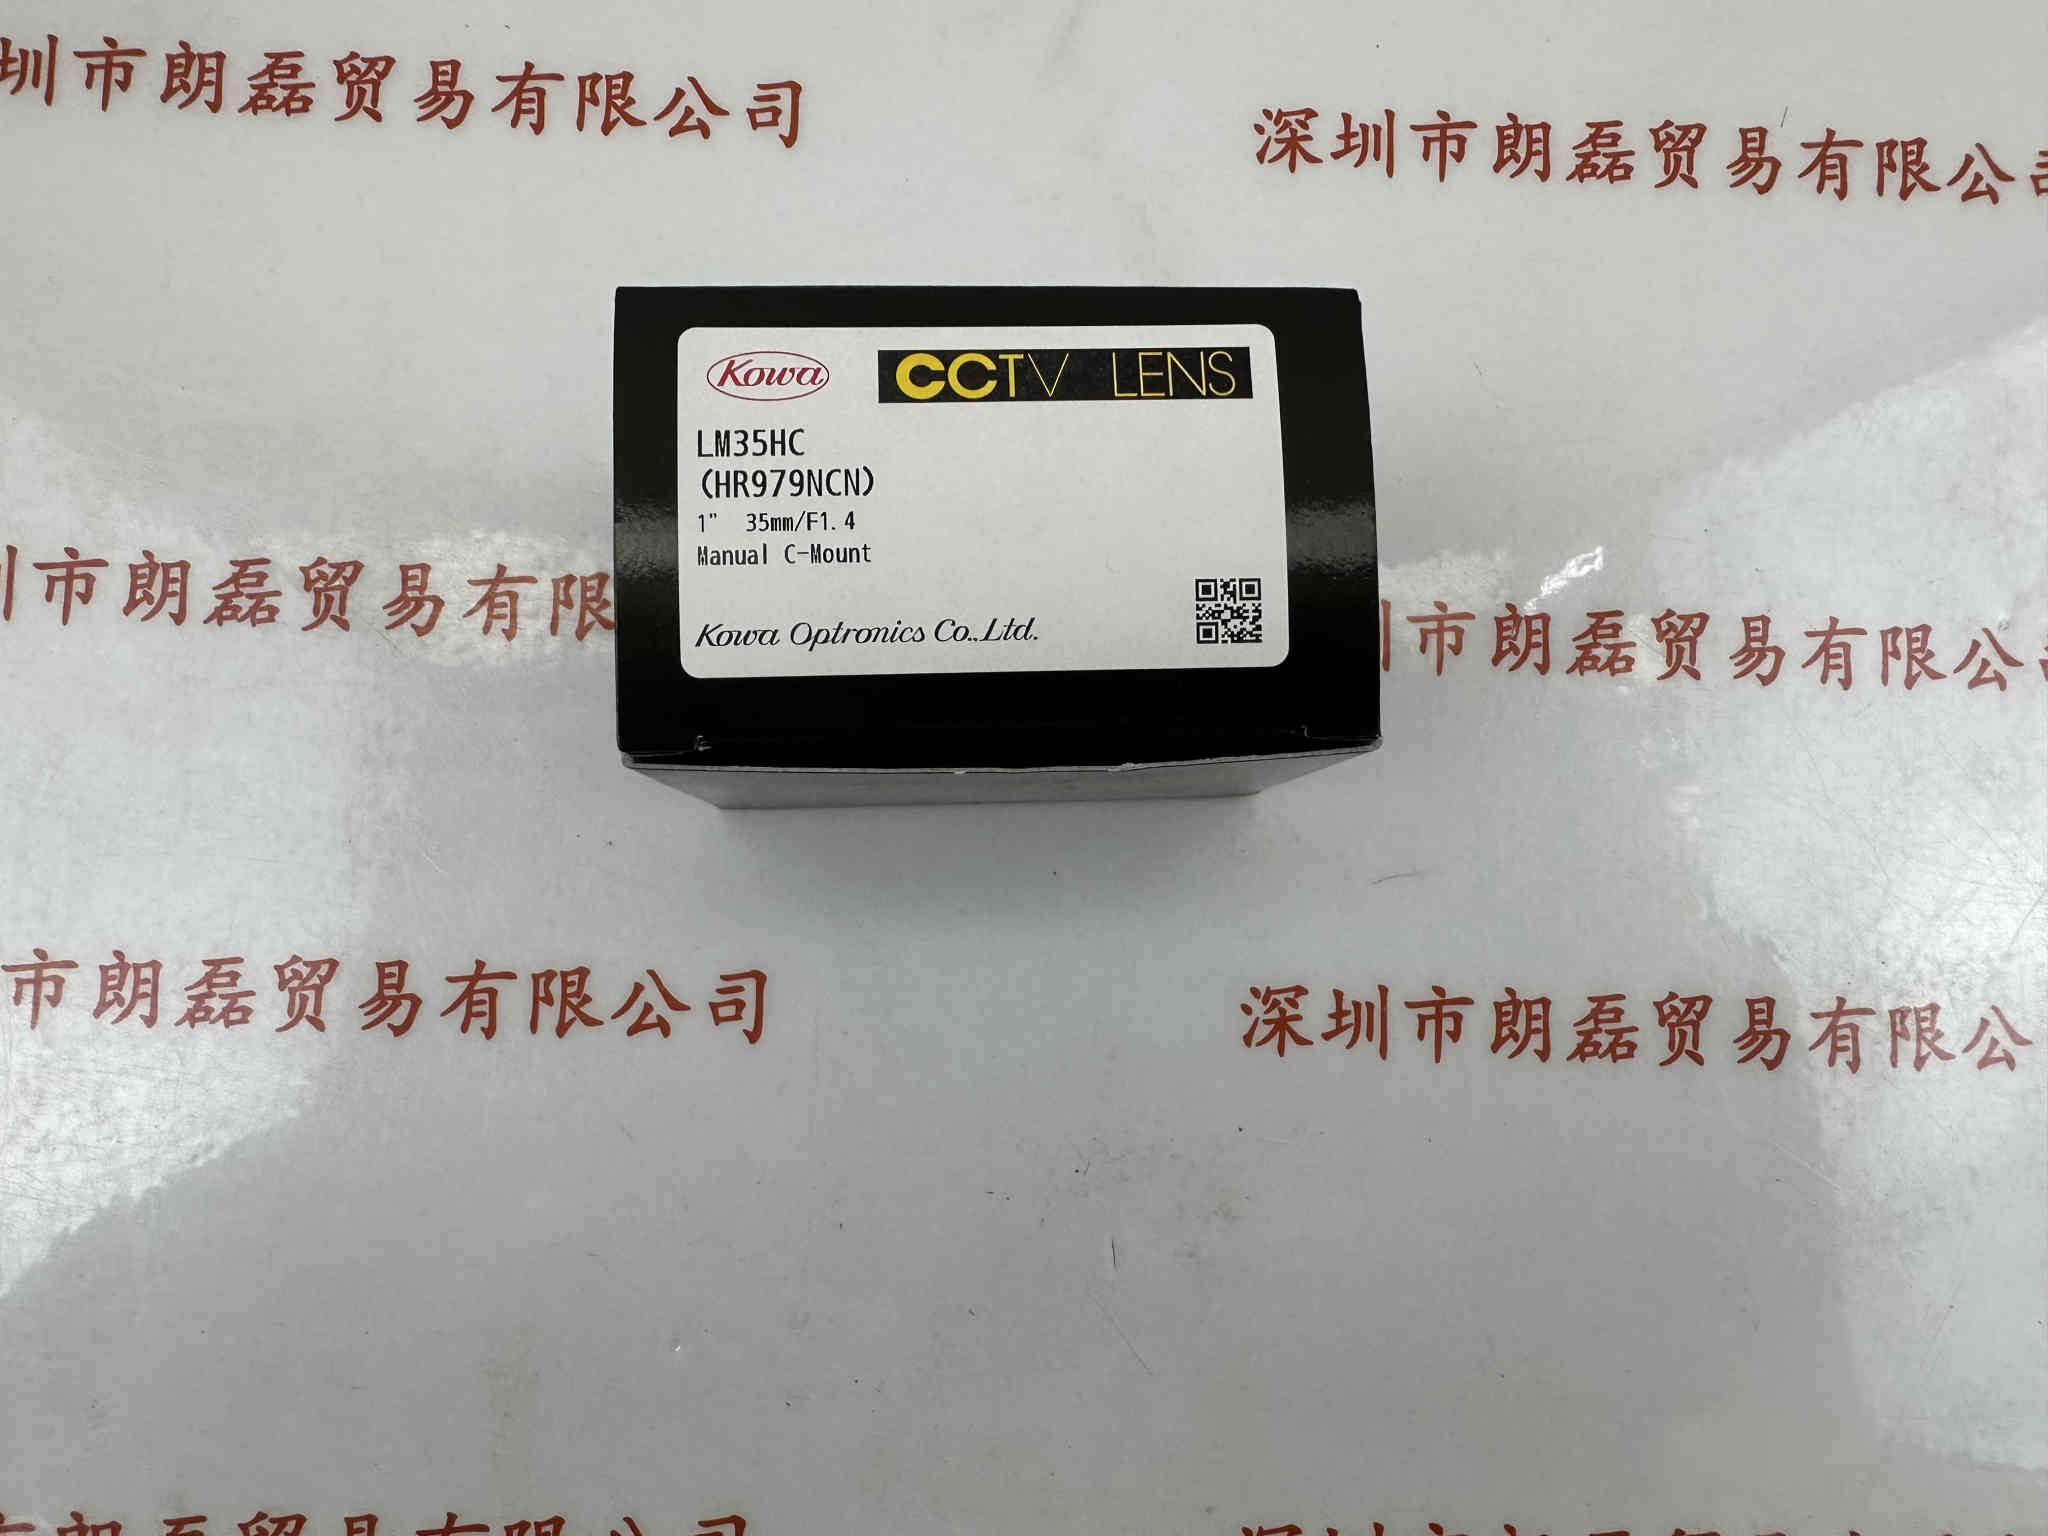 圳市朗磊贸易有限公司
深圳市朗磊贸易有限公司
Kowa
CCTV LENS
LM35HC
(HR979NCN)
1" 35mm/F1.4
Manual C-Mount
Kowa Optronics Co.,Ltd.
圳市朗磊贸易有限
圳市朗磊贸易有限公司
市朗磊贸易有限公司
深圳市朗磊贸易有限公